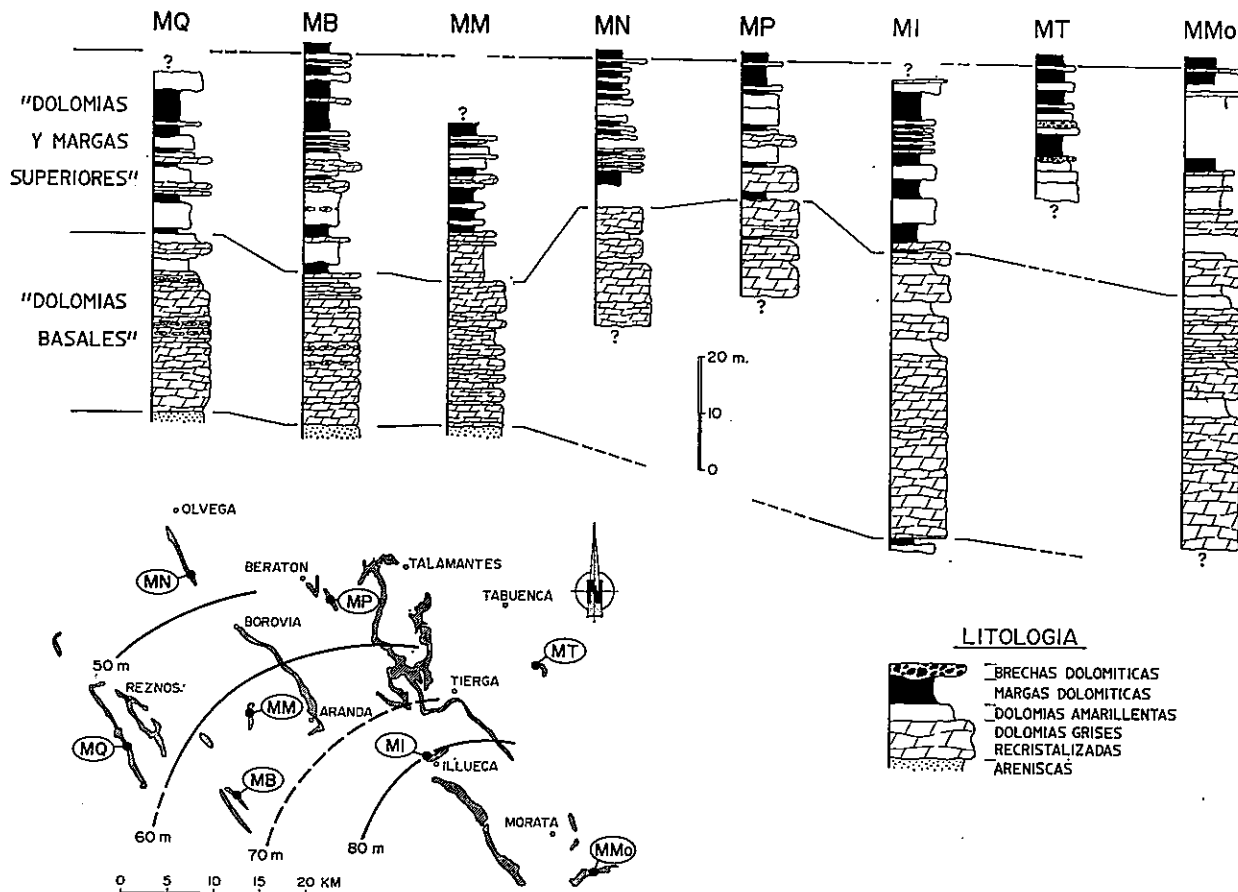 MQ MB MM MN MP MI MT MMo
? ? ? ?
"DOLOMIAS
Y MARGAS
SUPERIORES"
?
"DOLOMIAS
BASALES"
? ?
20 m.
10
0
?
OLVEGA
MN
BERATON
MP
TALAMANTES
TABUENCA
N
BOROVIA
MT
50 m
REZNOS
MM
ARANDA
TIERGA
MQ
MI
ILLUECA
MB
60 m
70 m
80 m
MORATA
MMo
0 5 10 15 20 KM
LITOLOGIA
BRECHAS DOLOMITICAS
MARGAS DOLOMITICAS
DOLOMIAS AMARILLENTAS
DOLOMIAS GRISES
RECRISTALIZADAS
ARENISCAS